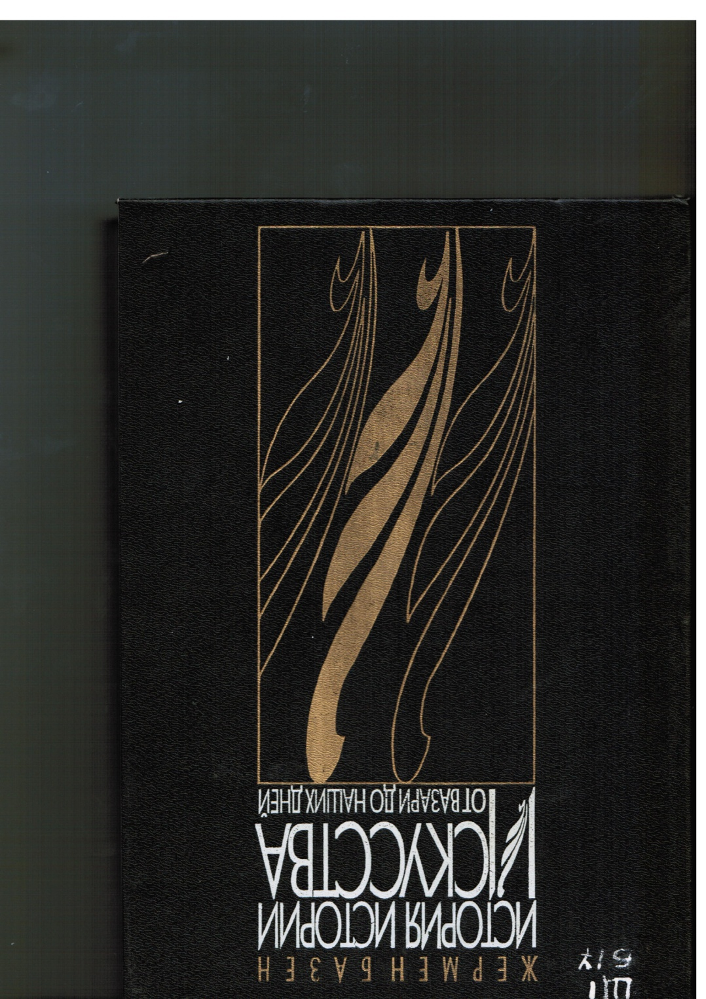 ЖЕРМЕН БАЗЕН
ИСТОРИЯ ИСТОРИИ
ИСКУССТВА
ОТ ВАЗАРИ ДО НАШИХ ДНЕЙ